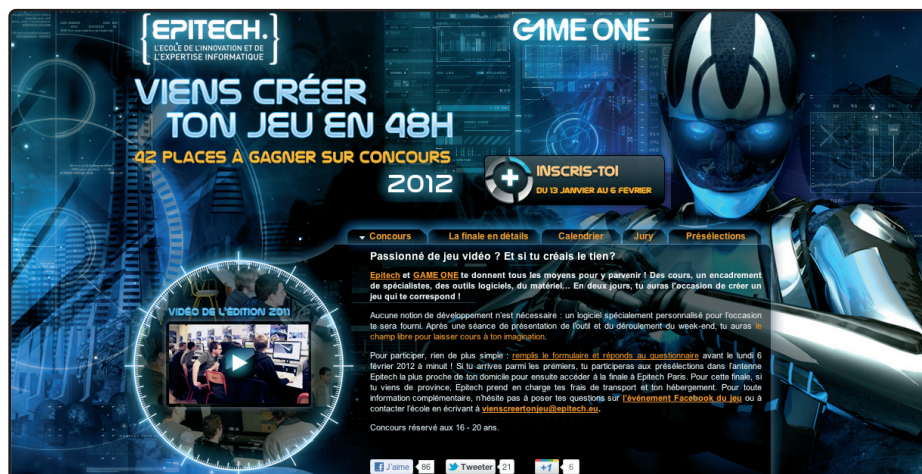 EPITECH.
L'ECOLE DE L'INNOVATION ET DE
L'EXPERTISE INFORMATIQUE
GAME ONE
VIENS CRÉER
TON JEU EN 48H
42 PLACES À GAGNER SUR CONCOURS
2012
INSCRIS-TOI
DU 13 JANVIER AU 6 FÉVRIER
Concours
La finale en détails
Calendrier
Jury
Présélections
Passionné de jeu vidéo ? Et si tu créais le tien?
Epitech et GAME ONE te donnent tous les moyens pour y parvenir ! Des cours, un encadrement
de spécialistes, des outils logiciels, du matériel... En deux jours, tu auras l'occasion de créer un
jeu qui te correspond !
Aucune notion de développement n'est nécessaire : un logiciel spécialement personnalisé pour l'occasion
te sera fourni. Après une séance de présentation de l'outil et du déroulement du week-end, tu auras le
champ libre pour laisser cours à ton imagination.
Pour participer, rien de plus simple : remplis le formulaire et réponds au questionnaire avant le lundi 6
février 2012 à minuit ! Si tu arrives parmi les premiers, tu participeras aux présélections dans l'antenne
Epitech la plus proche de ton domicile pour ensuite accéder à la finale à Epitech Paris. Pour cette finale, si
tu viens de province, Epitech prend en charge tes frais de transport et ton hébergement. Pour toute
information complémentaire, n'hésite pas à poser tes questions sur l'événement Facebook du jeu ou à
contacter l'école en écrivant à vienscreertonjeu@epitech.eu.
Concours réservé aux 16 - 20 ans.
VIDÉO DE L'ÉDITION 2011
J'aime 86
Tweeter 21
+1 6